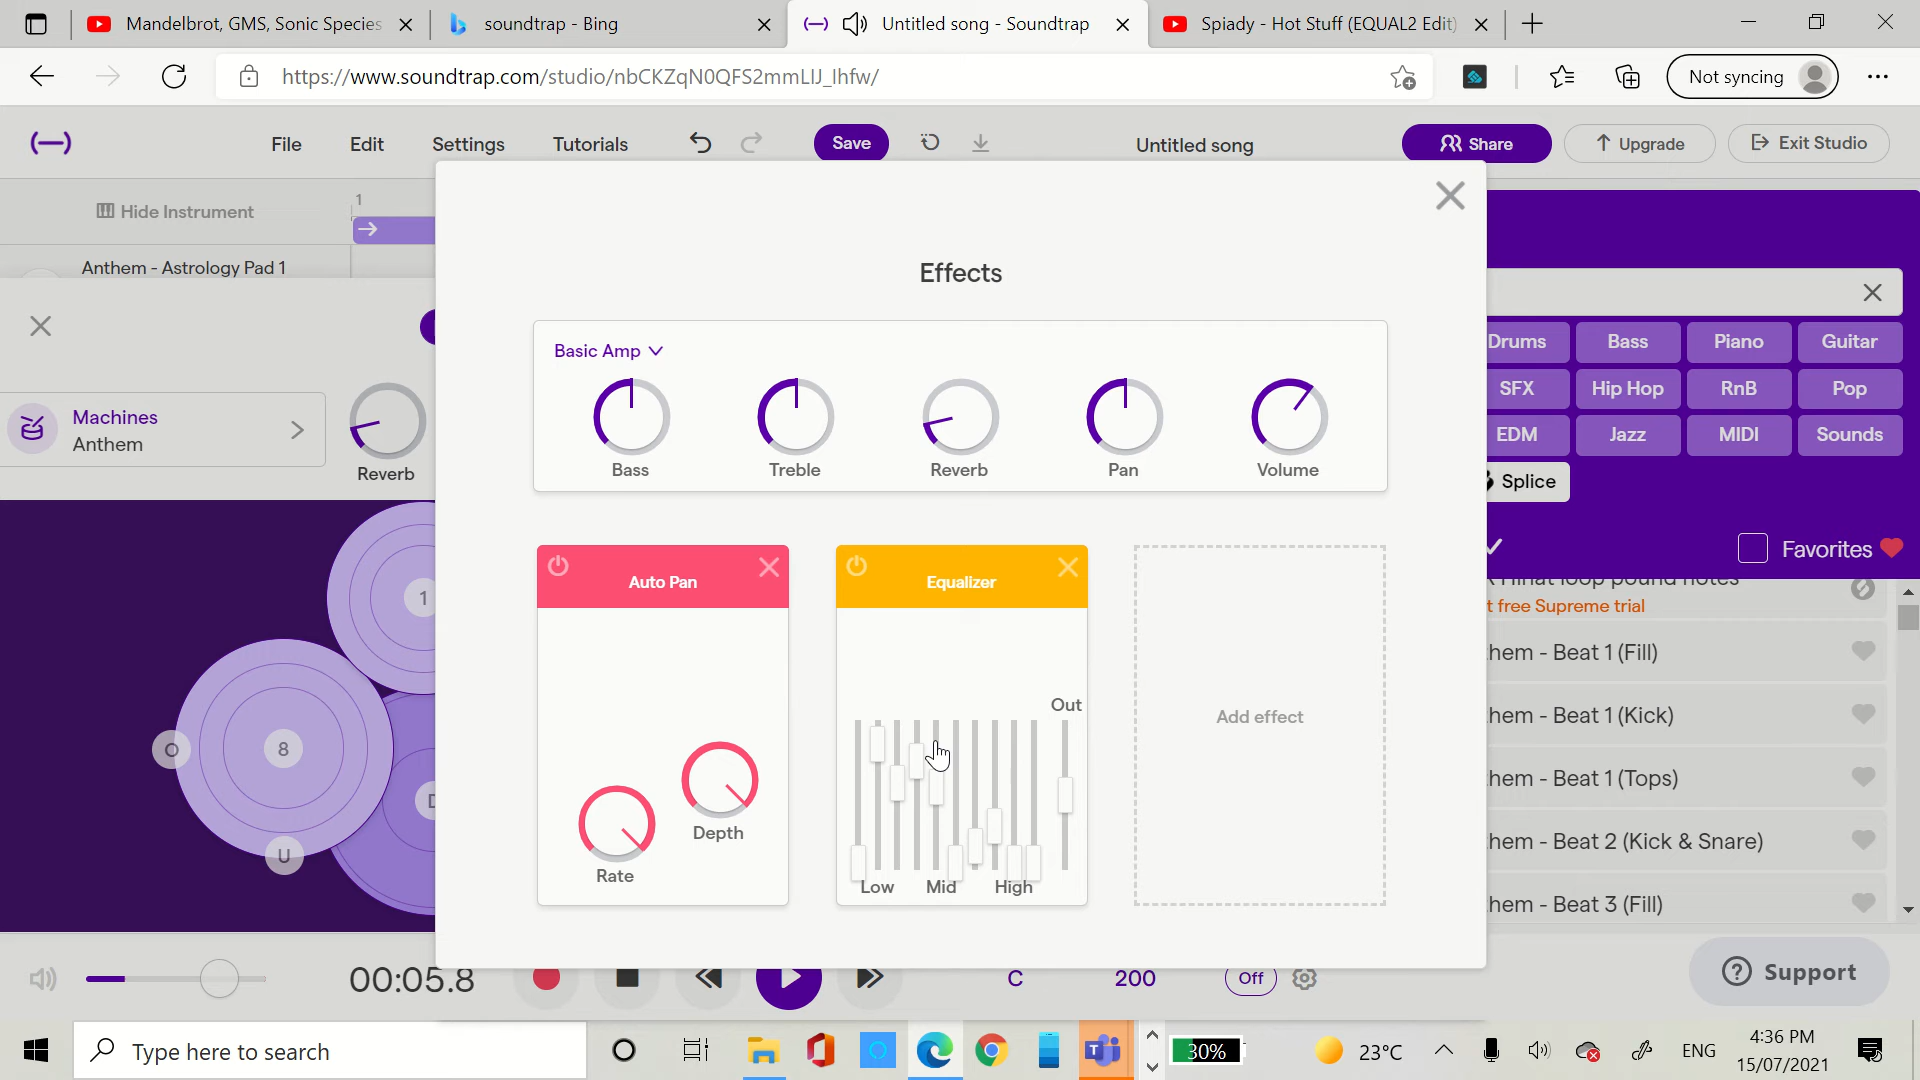 Mandelbrot, GMS, Sonic Species
soundtrap - Bing
Untitled song - Soundtrap
Spiady - Hot Stuff (EQUAL2 Edit)
https://www.soundtrap.com/studio/nbCKZqN0QFS2mmLIJ_Ihfw/
Not syncing
File Edit Settings Tutorials
Save
Untitled song
Share
Upgrade
Exit Studio
Hide Instrument
1
Anthem - Astrology Pad 1
Effects
Basic Amp
Bass Treble Reverb Pan Volume
Machines
Anthem
Reverb
Drums Bass Piano Guitar
SFX Hip Hop RnB Pop
EDM Jazz MIDI Sounds
Splice
Favorites
Hihat loop pound notes
t free Supreme trial
hem - Beat 1 (Fill)
hem - Beat 1 (Kick)
hem - Beat 1 (Tops)
hem - Beat 2 (Kick & Snare)
hem - Beat 3 (Fill)
Auto Pan
Rate
Depth
Equalizer
Out
Low Mid High
Add effect
1
8
O
U
D
00:05.8
C
200
Off
Support
Type here to search
30%
23°C
ENG
4:36 PM
15/07/2021